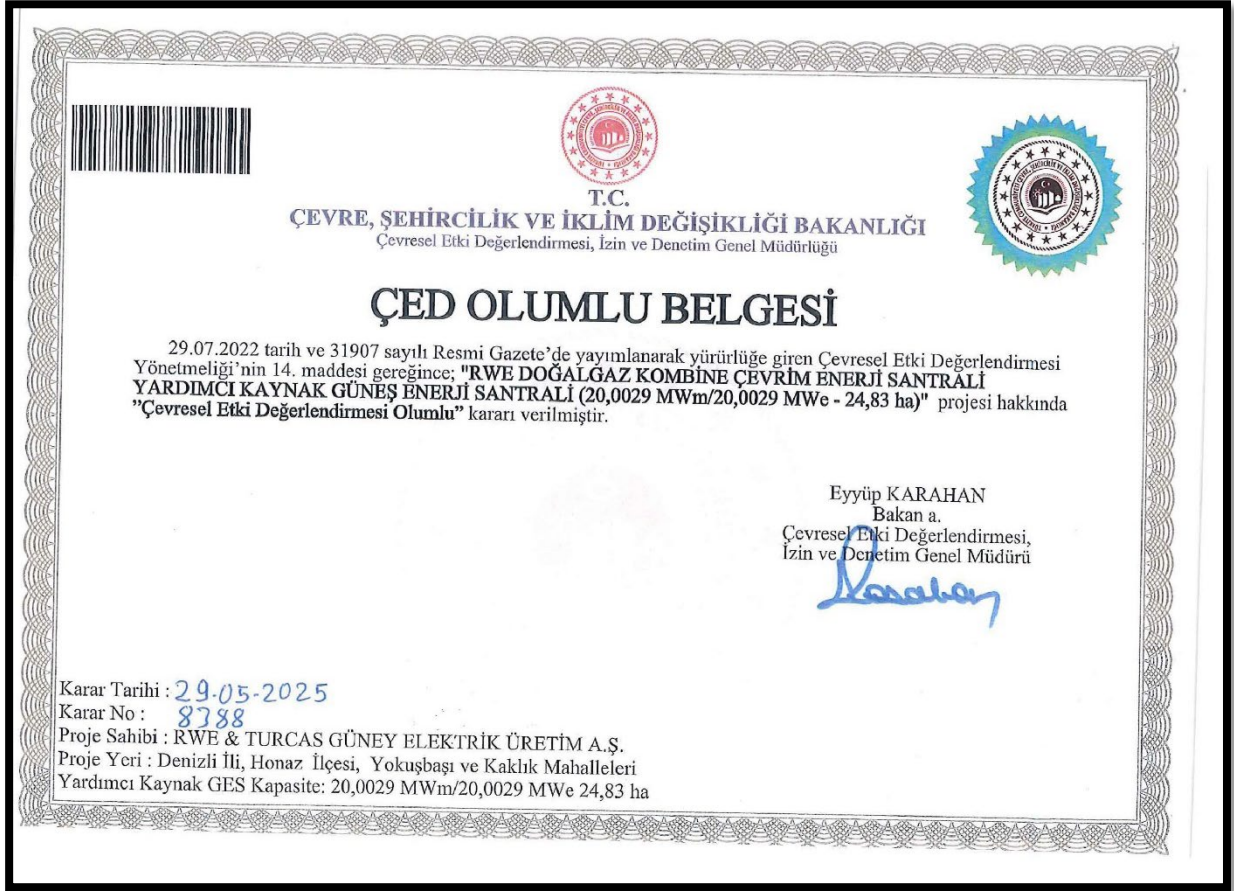 T.C.
ÇEVRE, ŞEHİRCİLİK VE İKLİM DEĞİŞİKLİĞİ BAKANLIĞI
Çevresel Etki Değerlendirmesi, İzin ve Denetim Genel Müdürlüğü
ÇED OLUMLU BELGESİ
29.07.2022 tarih ve 31907 sayılı Resmi Gazete'de yayımlanarak yürürlüğe giren Çevresel Etki Değerlendirmesi
Yönetmeliği'nin 14. maddesi gereğince; "RWE DOĞALGAZ KOMBİNE ÇEVRİM ENERJİ SANTRALİ
YARDIMCI KAYNAK GÜNEŞ ENERJİ SANTRALİ (20,0029 MWm/20,0029 MWe - 24,83 ha)" projesi hakkında
"Çevresel Etki Değerlendirmesi Olumlu" kararı verilmiştir.
Eyyüp KARAHAN
Bakan a.
Çevresel Etki Değerlendirmesi,
İzin ve Denetim Genel Müdürü
Karar Tarihi : 29-05-2025
Karar No : 8388
Proje Sahibi : RWE & TURCAS GÜNEY ELEKTRİK ÜRETİM A.Ş.
Proje Yeri : Denizli İli, Honaz İlçesi, Yokuşbaşı ve Kaklık Mahalleleri
Yardımcı Kaynak GES Kapasite: 20,0029 MWm/20,0029 MWe 24,83 ha